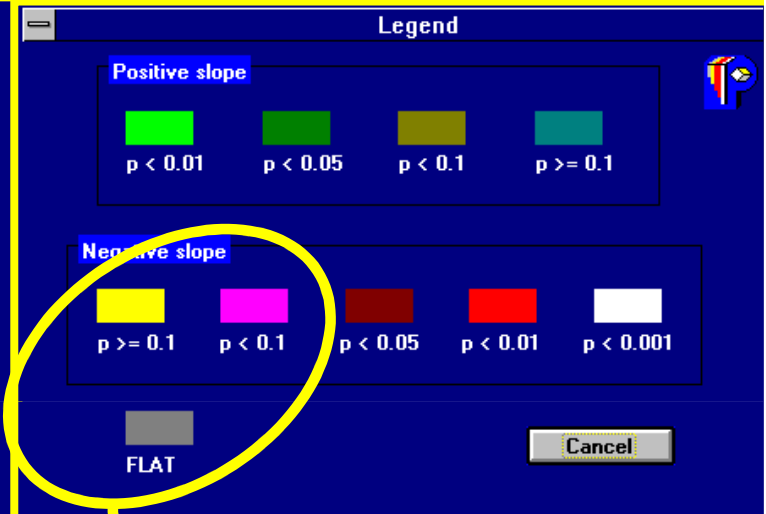 Legend
Positive slope
p < 0.01 p < 0.05 p < 0.1 p >= 0.1
Negative slope
p >= 0.1 p < 0.1 p < 0.05 p < 0.01 p < 0.001
FLAT
Cancel